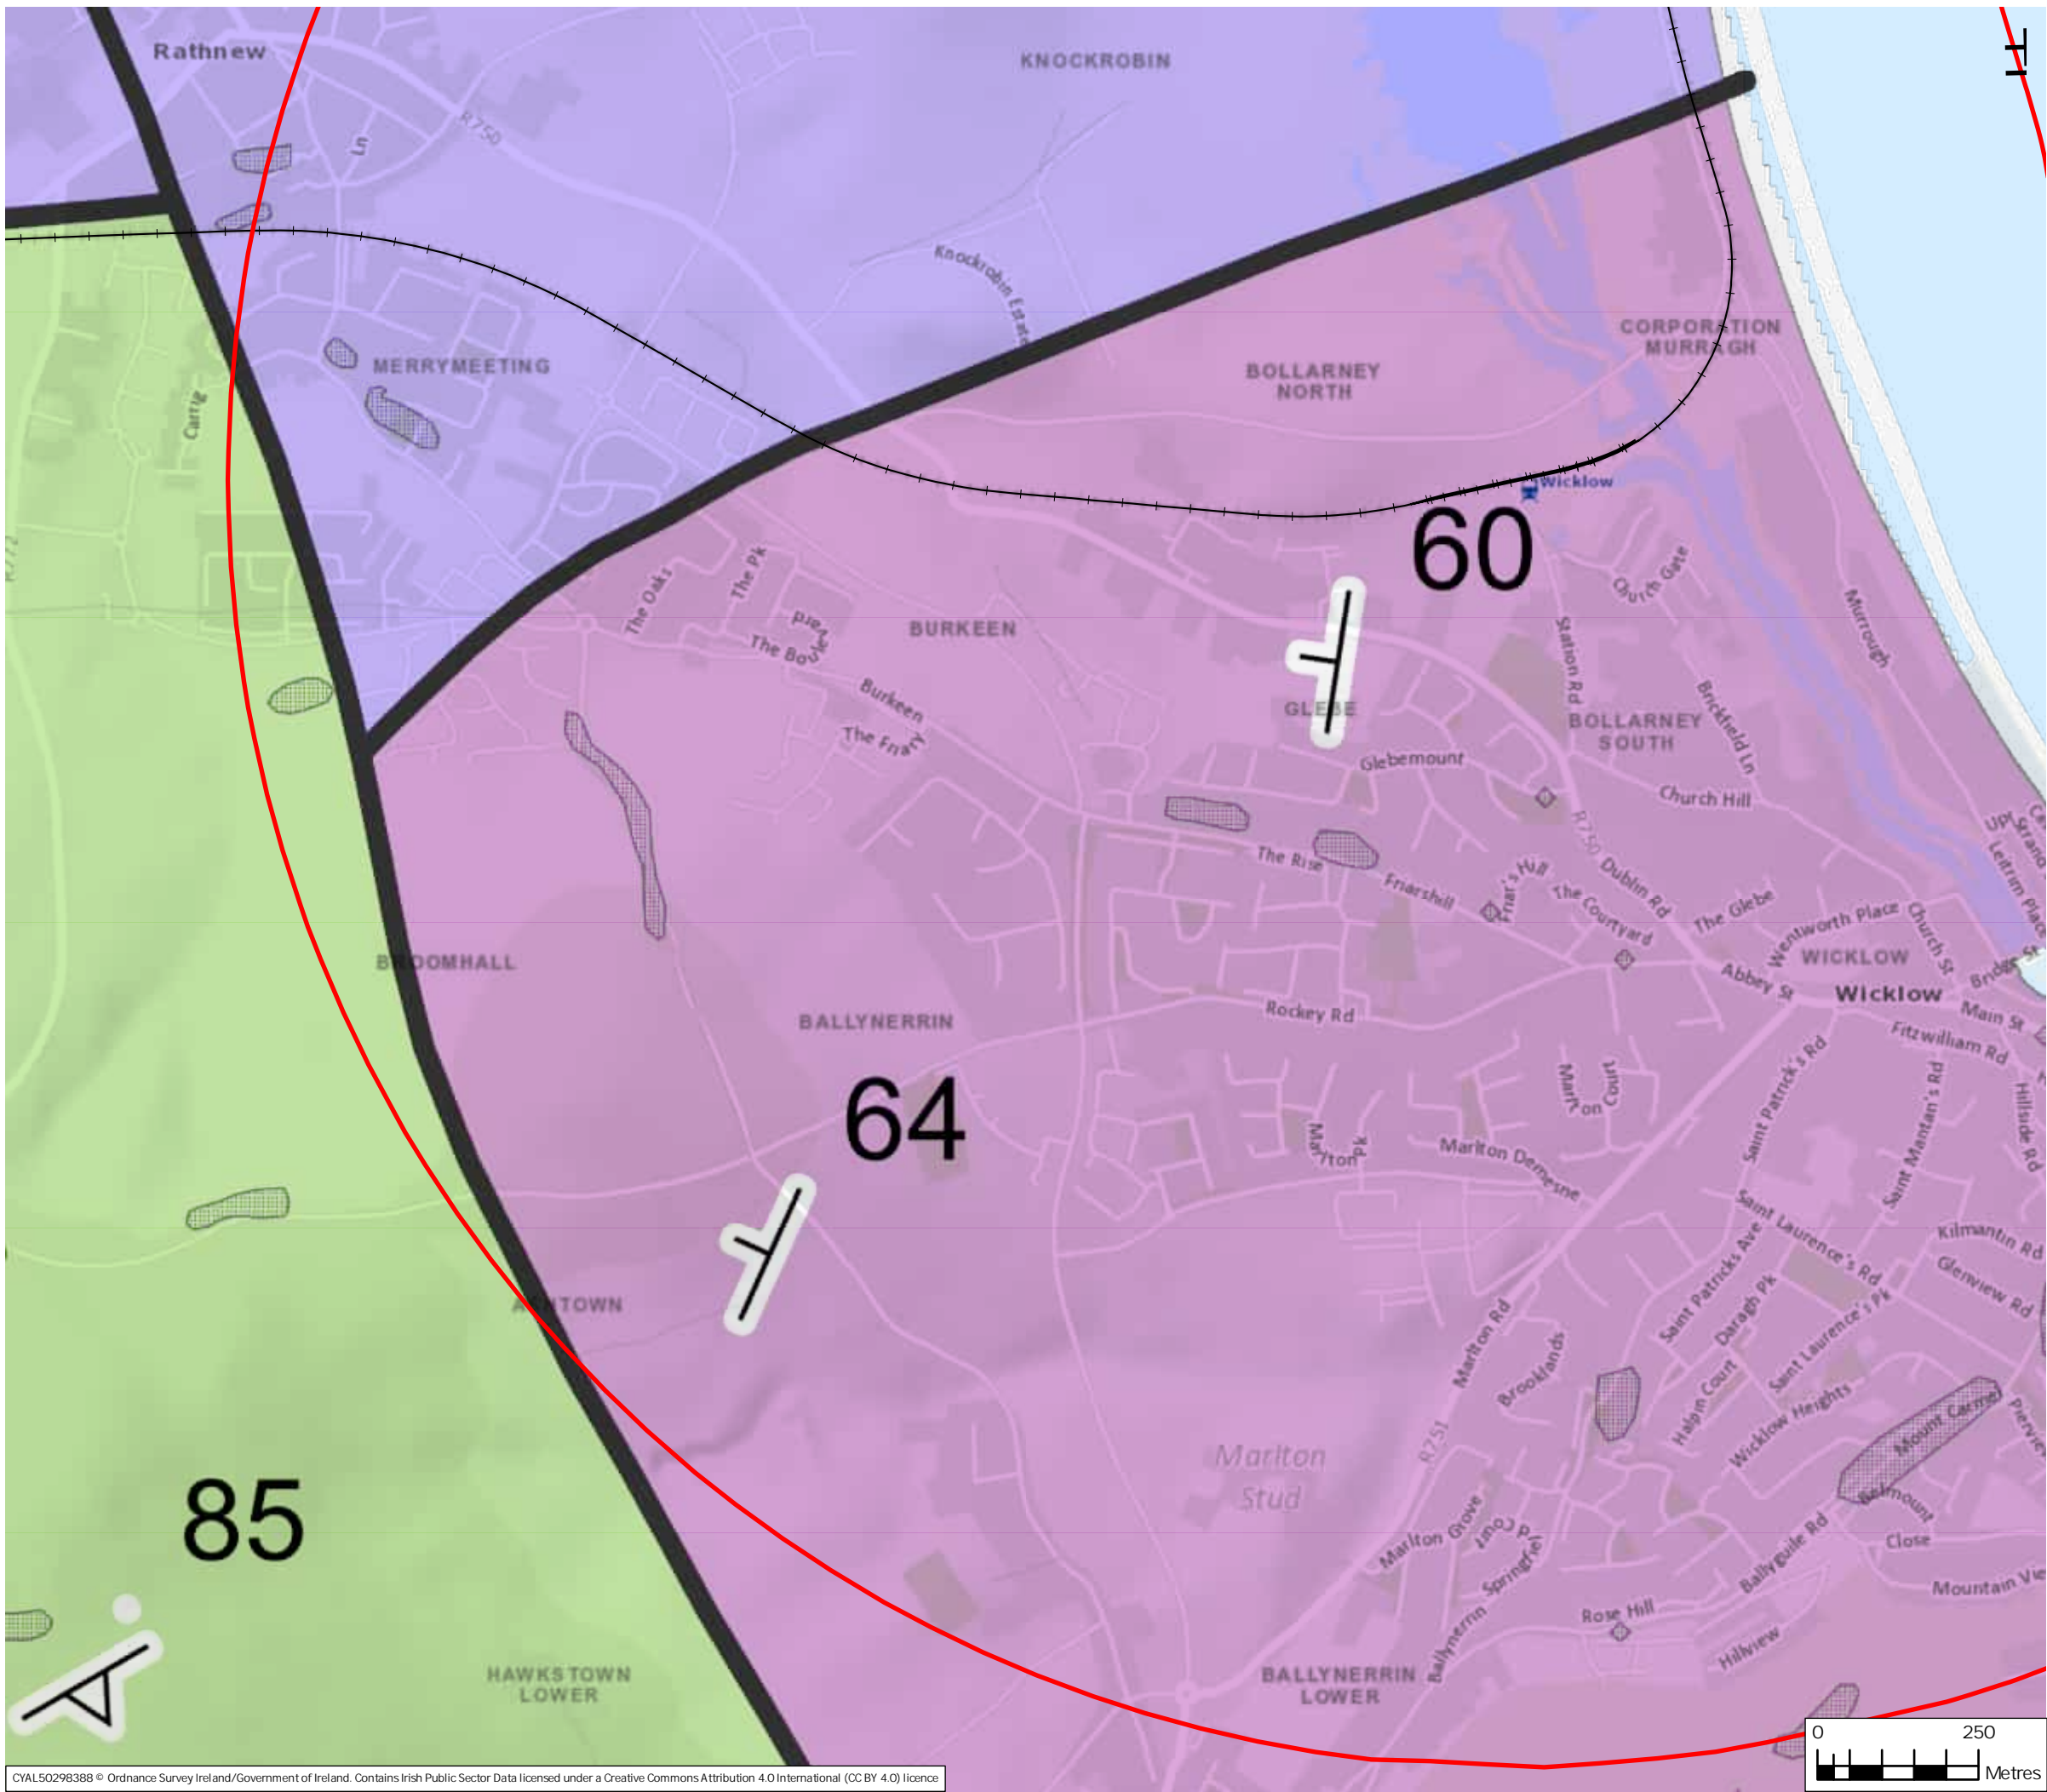 Rathnew
KNOCKROBIN
Ln
R750
Knockrobin Estate
CORPORATION
MURRAGH
MERRYMEETING
BOLLARNEY
NORTH
Carrig
Wicklow
60
R772
The Oaks
The Pk
Church Gate
Murrough
The Boulevard
BURKEEN
Station Rd
Burkeen
The Friary
GLEBE
BOLLARNEY
SOUTH
Brickfield Ln
Glebemount
Church Hill
R750
Dublin Rd
The Rise
Friarshill
Friar's Hill
The Courtyard
The Glebe
Wentworth Place
Church St
Leitrim Place
Strand
BROOMHALL
WICKLOW
Bridge St
Abbey St
Wicklow
Main St
Rockey Rd
BALLYNERRIN
Fitzwilliam Rd
64
Marlton Court
Saint Patrick's Rd
Saint Mantan's Rd
Hillside Rd
Marlton Pk
Marlton Demesne
Saint Laurence's Rd
Kilmantin Rd
Saint Patricks Ave
Glenview Rd
ASHTOWN
Daragh Pk
Saint Laurence's Pk
Marlton Rd
Brooklands
Halpin Court
Wicklow Heights
Mount Carmel
R751
Marlton
Stud
85
Belmount
Close
Marlton Grove
Springfield Court
Ballyguile Rd
Mountain Vie
Rose Hill
Ballynerrin
Hillview
HAWKSTOWN
LOWER
BALLYNERRIN
LOWER
0 250
Metres
CYAL50298388 © Ordnance Survey Ireland/Government of Ireland. Contains Irish Public Sector Data licensed under a Creative Commons Attribution 4.0 International (CC BY 4.0) licence